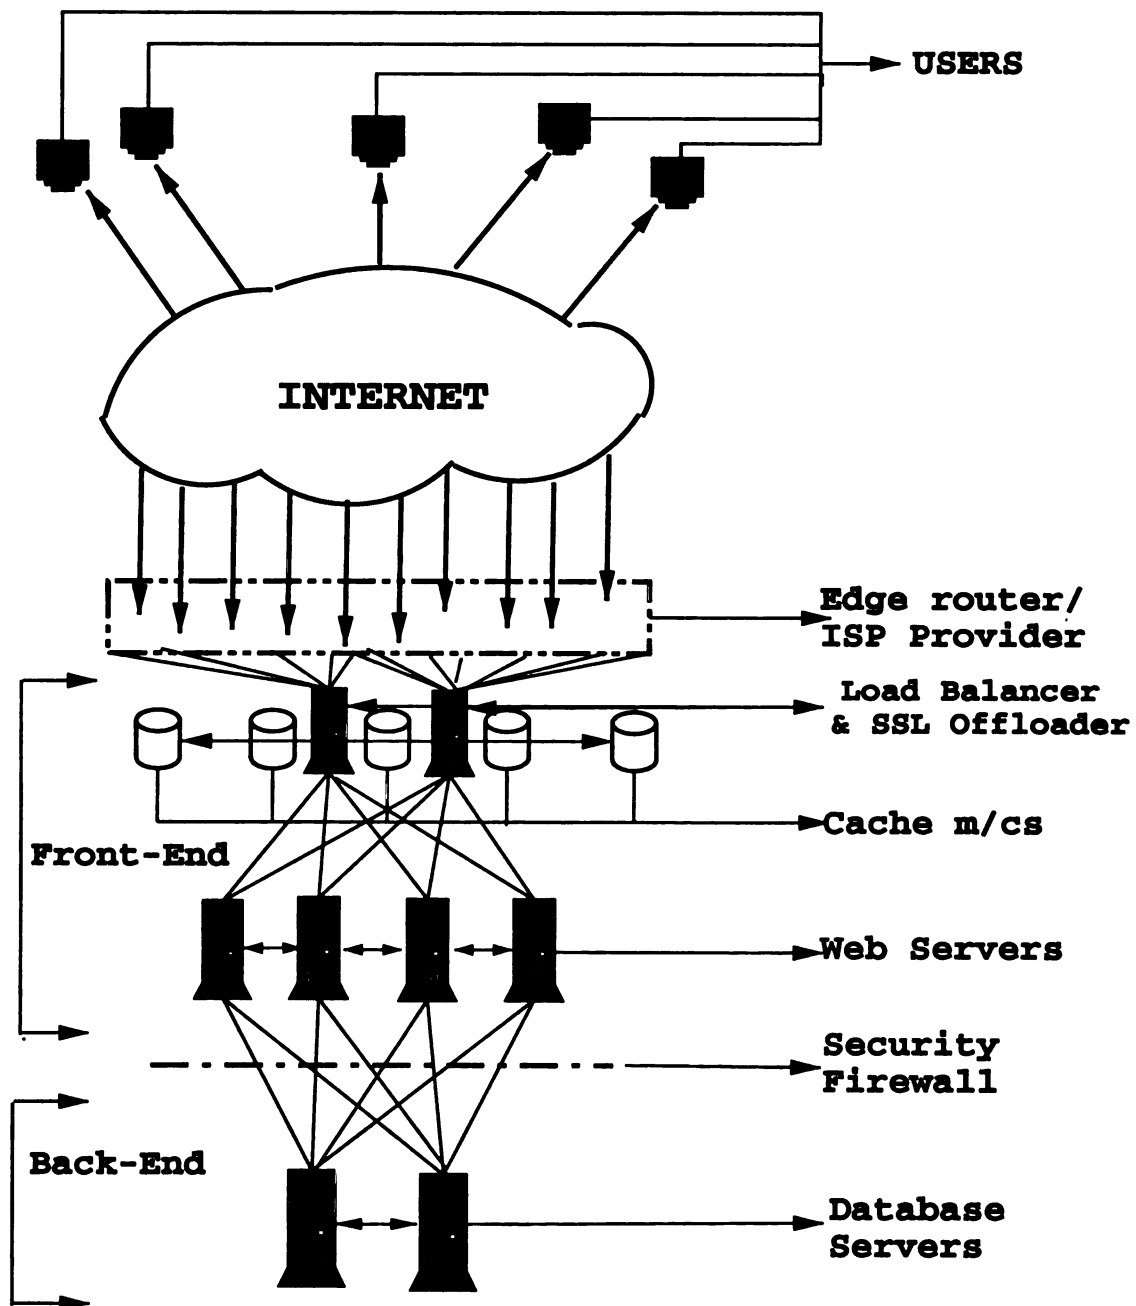 USERS
INTERNET
Edge router/
ISP Provider
Load Balancer
& SSL Offloader
Cache m/cs
Front-End
Web Servers
Security
Firewall
Back-End
Database
Servers